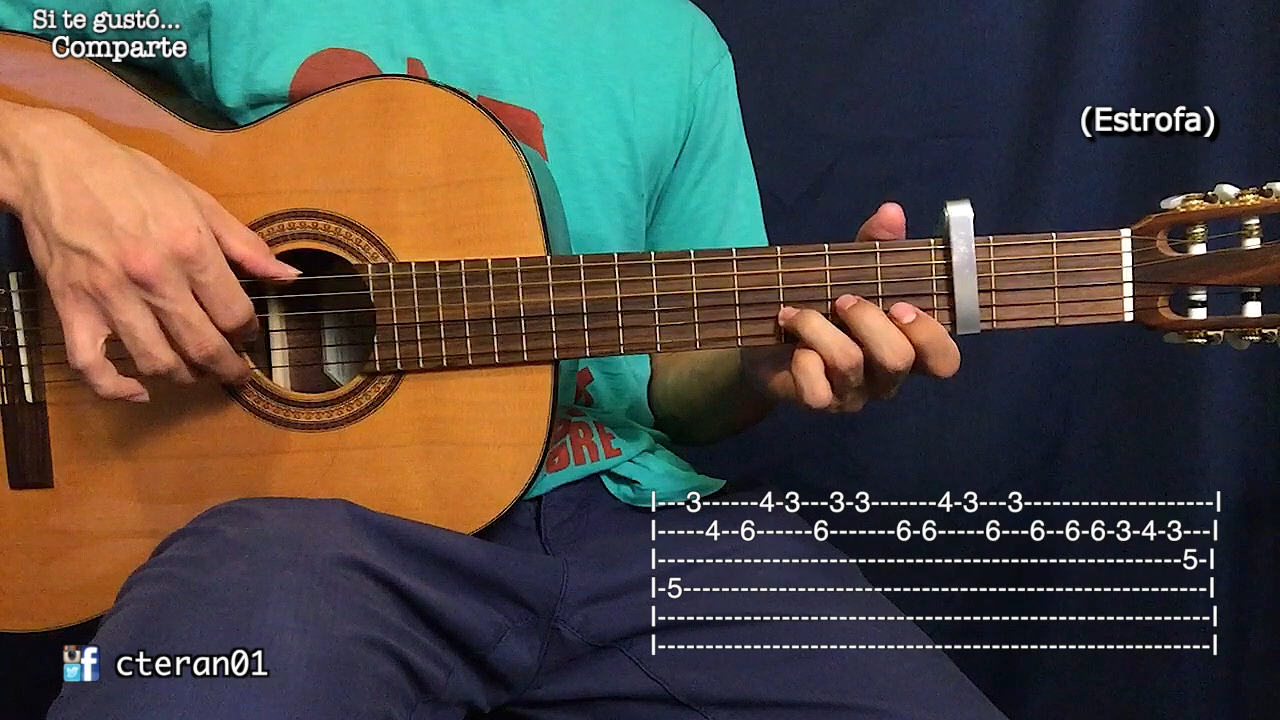 Si te gustó...
Comparte
(Estrofa)
|---3------4-3---3-3-------4-3---3--------------------|
|-----4--6------6-------6-6-----6---6--6-6-3-4-3---|
|---------------------------------------------------------5-|
|-5---------------------------------------------------------|
|-----------------------------------------------------------|
|-----------------------------------------------------------|
BRE
f cteran01